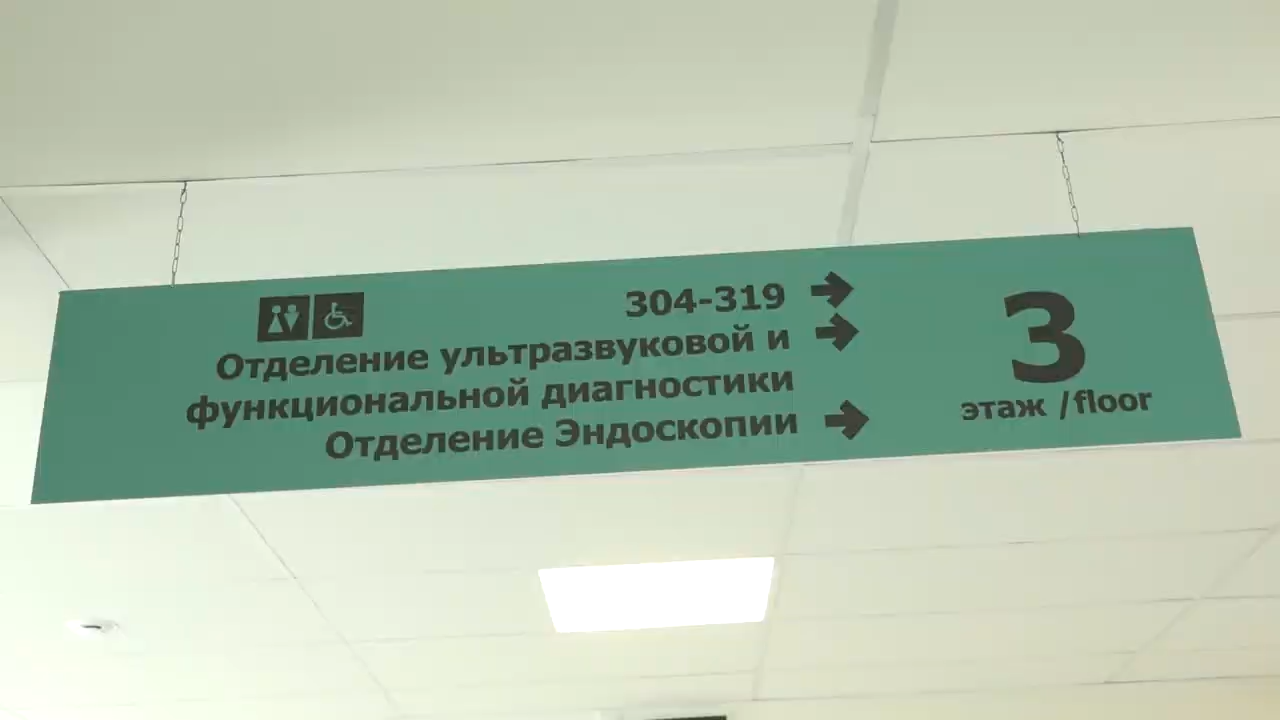 304-319
Отделение ультразвуковой и
функциональной диагностики
Отделение Эндоскопии
3
этаж /floor